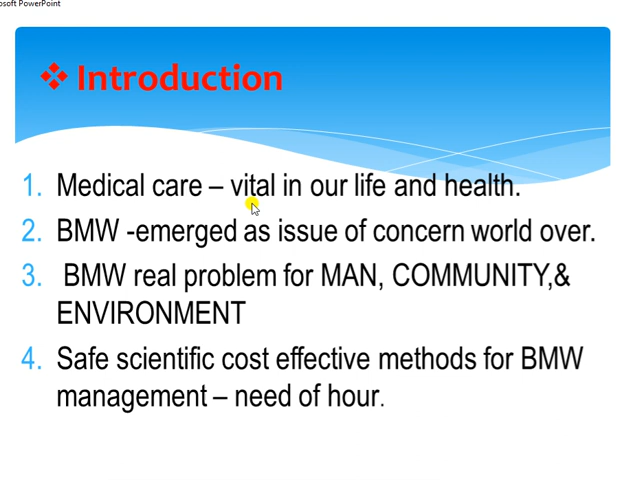 osoft PowerPoint
❖ Introduction
1. Medical care – vital in our life and health.
2. BMW -emerged as issue of concern world over.
3. BMW real problem for MAN, COMMUNITY,&
ENVIRONMENT
4. Safe scientific cost effective methods for BMW
management – need of hour.